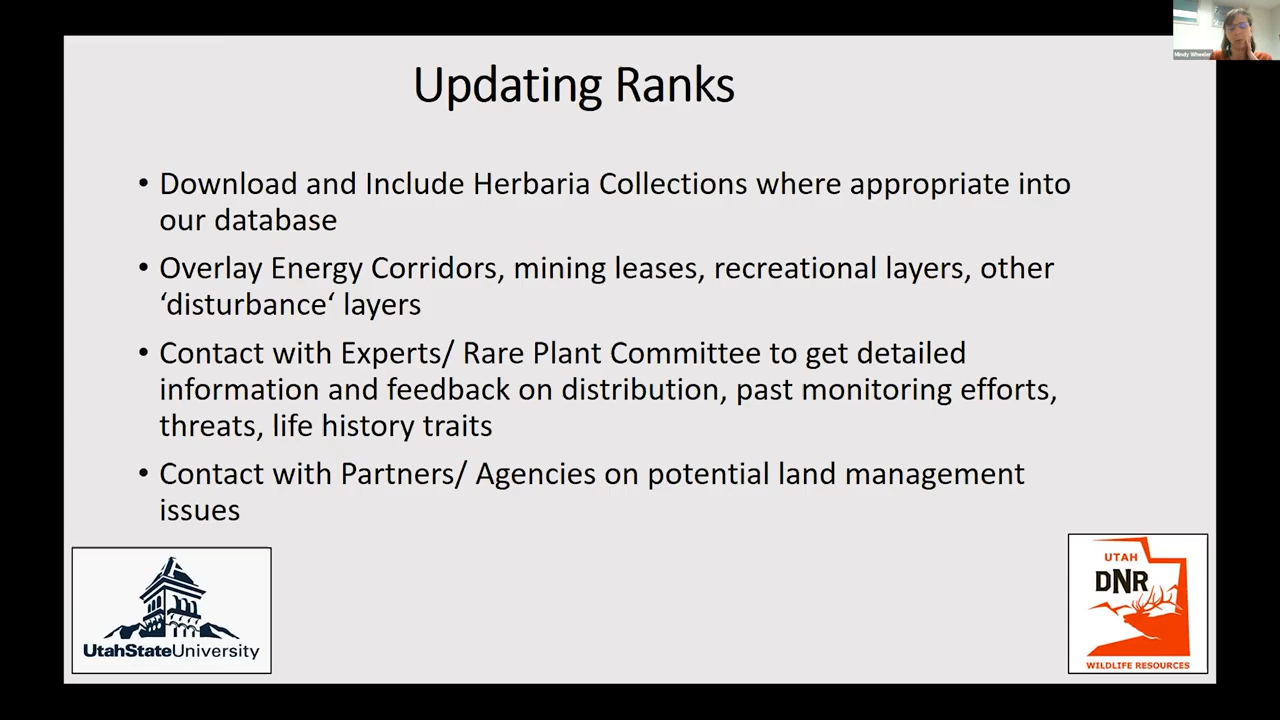 Mindy Wheeler
Updating Ranks
• Download and Include Herbaria Collections where appropriate into
our database
• Overlay Energy Corridors, mining leases, recreational layers, other
‘disturbance‘ layers
• Contact with Experts/ Rare Plant Committee to get detailed
information and feedback on distribution, past monitoring efforts,
threats, life history traits
• Contact with Partners/ Agencies on potential land management
issues
UtahStateUniversity
UTAH
DNR
WILDLIFE RESOURCES